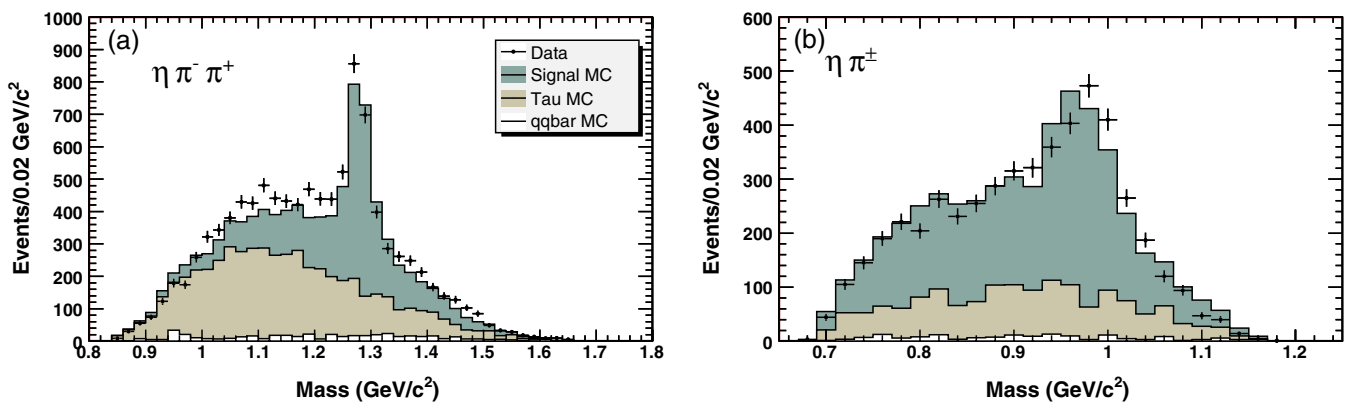 (a)
η π⁻ π⁺
Data
Signal MC
Tau MC
qqbar MC
Events/0.02 GeV/c²
1000
900
800
700
600
500
400
300
200
100
0
0.8 0.9 1 1.1 1.2 1.3 1.4 1.5 1.6 1.7 1.8
Mass (GeV/c²)
(b)
η π±
Events/0.02 GeV/c²
600
500
400
300
200
100
0
0.7 0.8 0.9 1 1.1 1.2
Mass (GeV/c²)